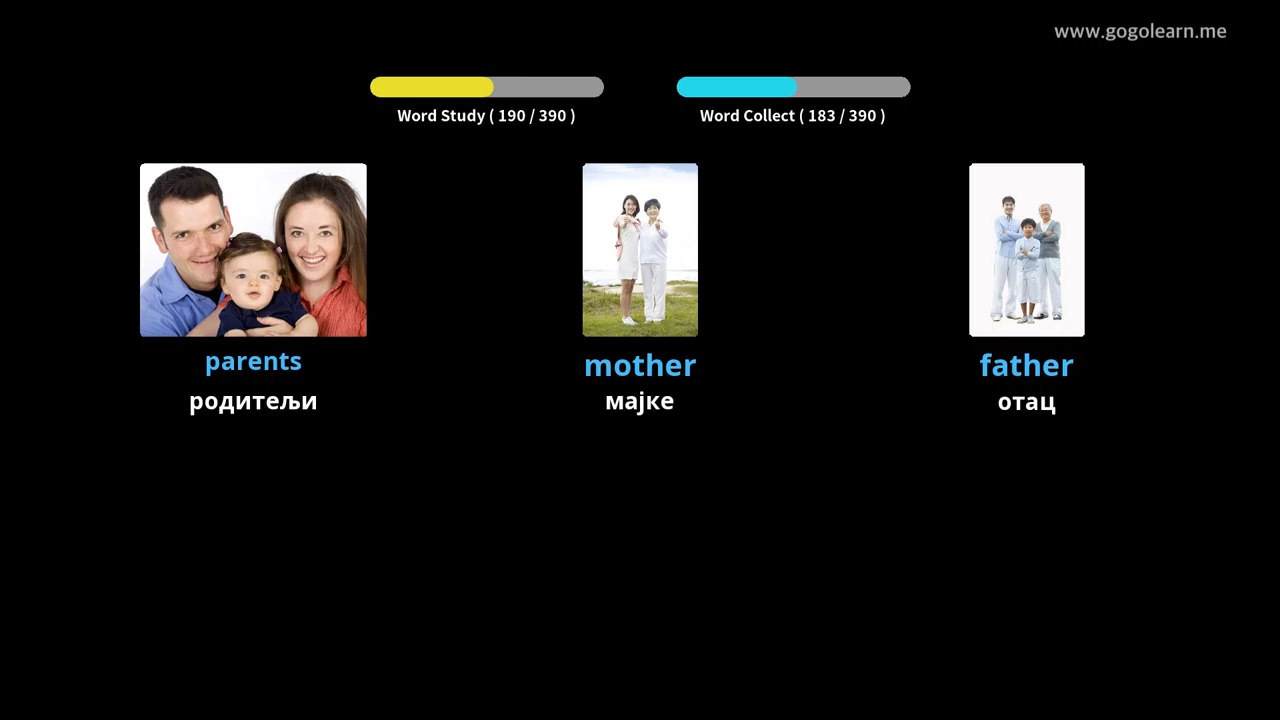 www.gogolearn.me
Word Study ( 190 / 390 )
Word Collect ( 183 / 390 )
parents
mother
father
родитељи
мајке
отац